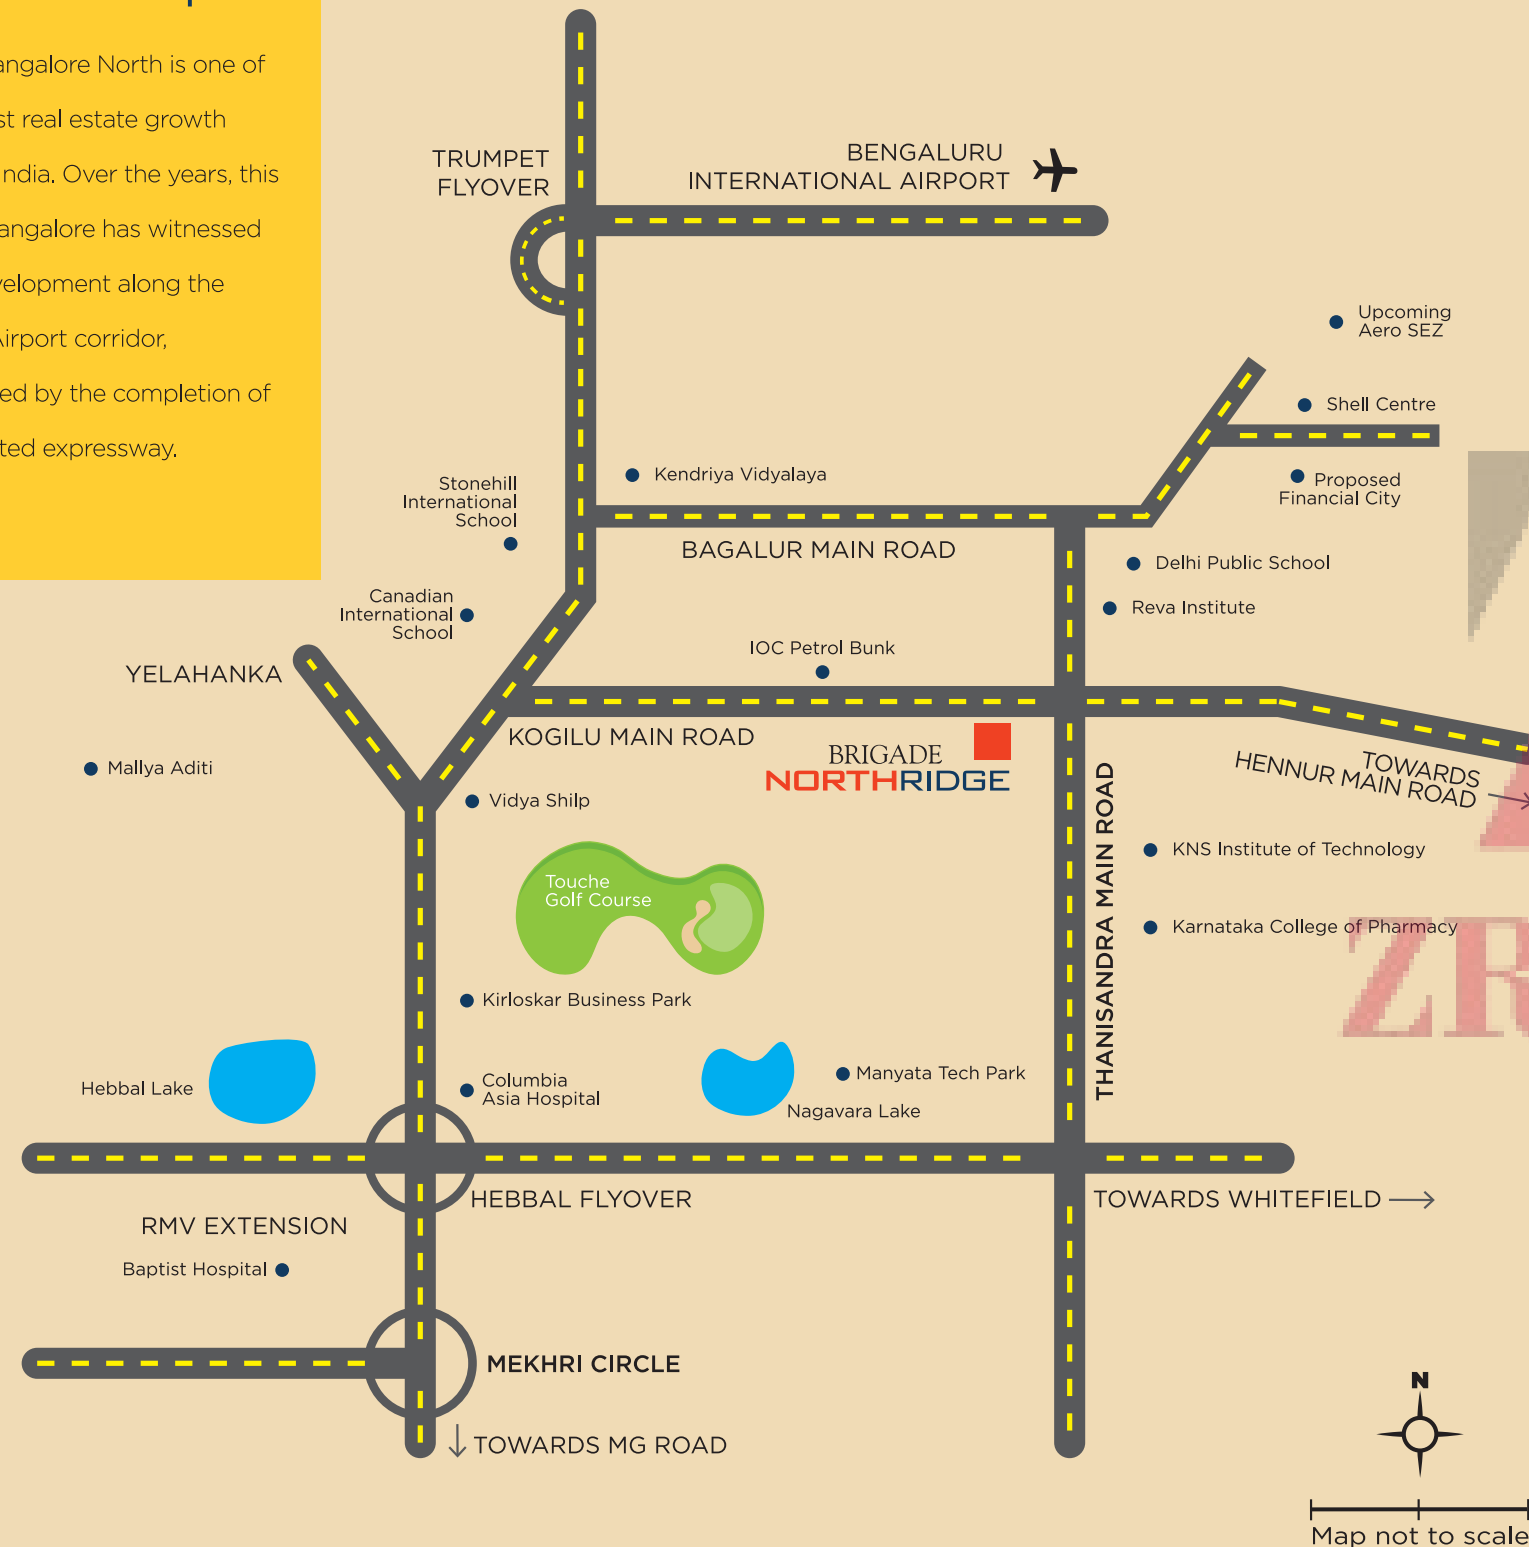 angalore North is one of
st real estate growth
ndia. Over the years, this
angalore has witnessed
velopment along the
Airport corridor,
ed by the completion of
ted expressway.
TRUMPET
FLYOVER
BENGALURU
INTERNATIONAL AIRPORT
Upcoming
Aero SEZ
Shell Centre
Proposed
Financial City
Stonehill
International
School
Kendriya Vidyalaya
BAGALUR MAIN ROAD
Delhi Public School
Reva Institute
Canadian
International
School
IOC Petrol Bunk
YELAHANKA
KOGILU MAIN ROAD
BRIGADE
NORTHRIDGE
TOWARDS
HENNUR MAIN ROAD
Mallya Aditi
Vidya Shilp
THANISANDRA MAIN ROAD
KNS Institute of Technology
Touche
Golf Course
Karnataka College of Pharmacy
ZR
Kirloskar Business Park
Hebbal Lake
Columbia
Asia Hospital
Manyata Tech Park
Nagavara Lake
HEBBAL FLYOVER
TOWARDS WHITEFIELD
RMV EXTENSION
Baptist Hospital
MEKHRI CIRCLE
TOWARDS MG ROAD
N
Map not to scale